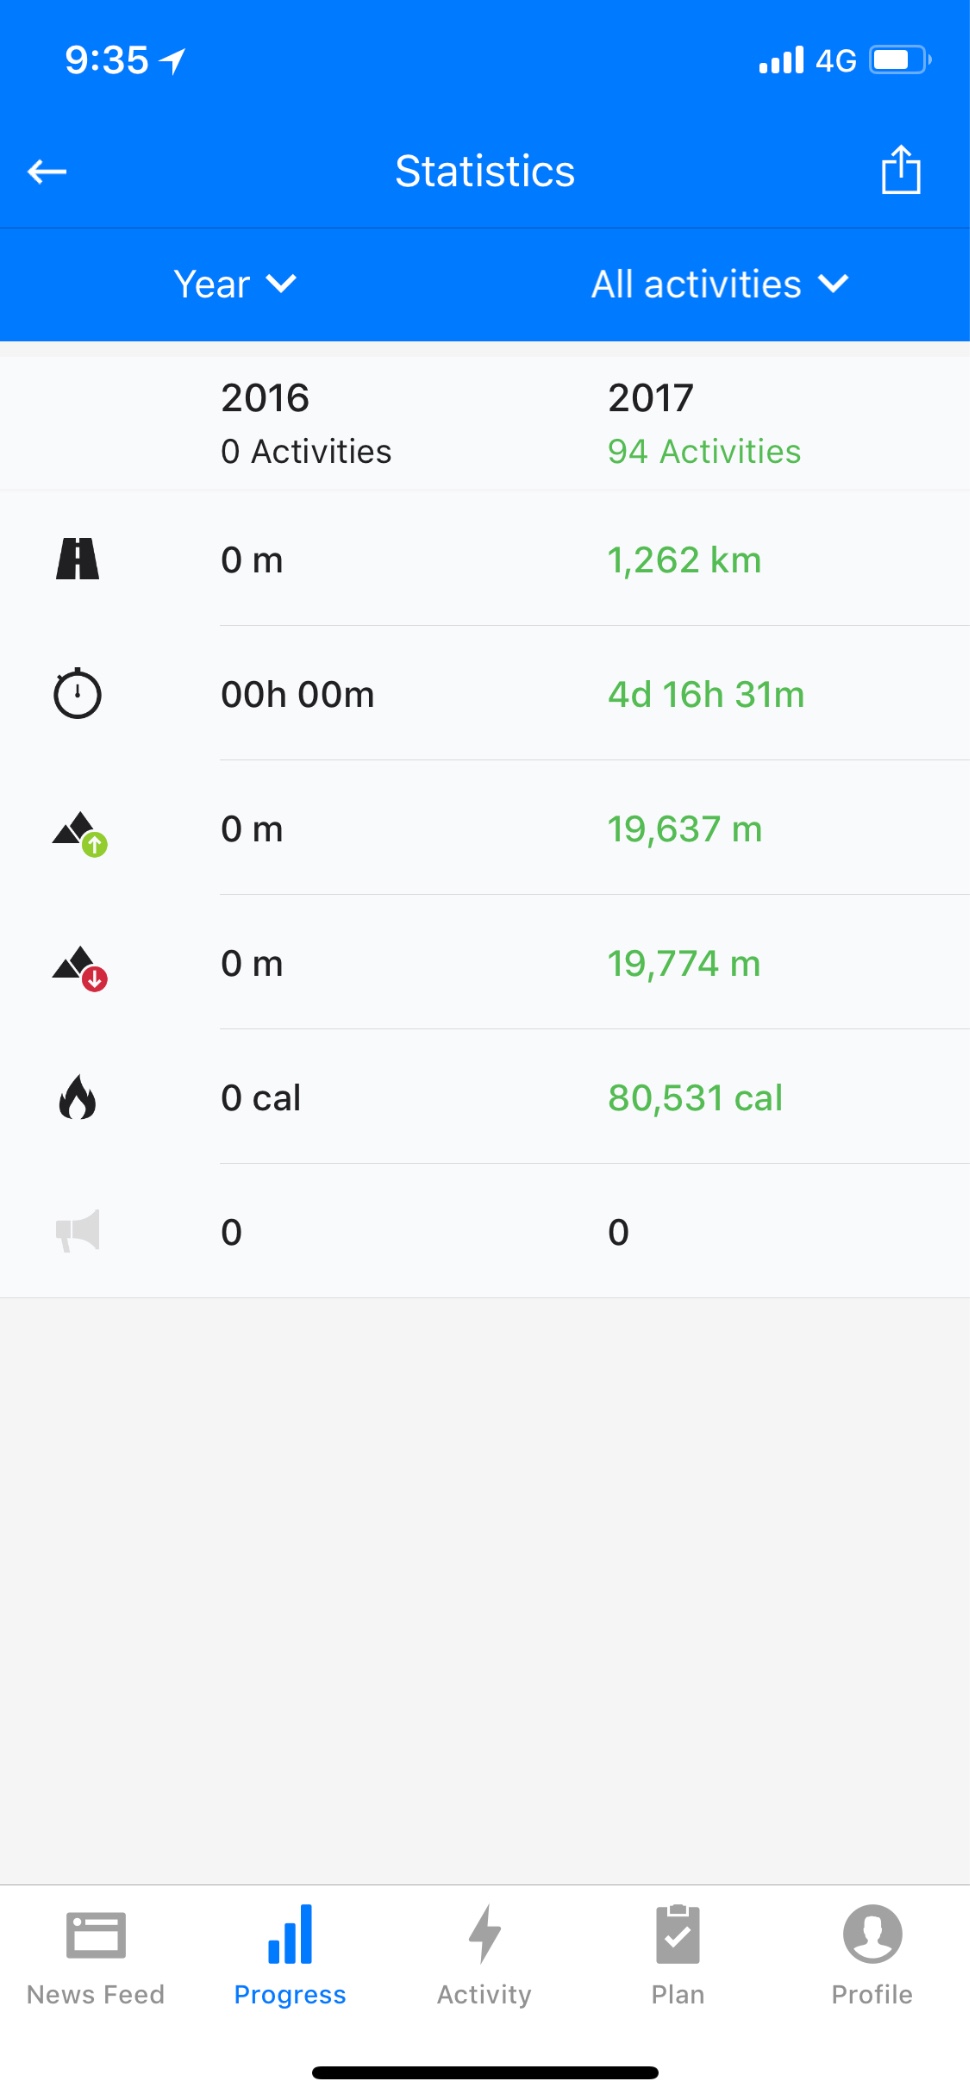 9:35 4G
Statistics
Year All activities
2016 2017
0 Activities 94 Activities
0 m 1,262 km
00h 00m 4d 16h 31m
0 m 19,637 m
0 m 19,774 m
0 cal 80,531 cal
0 0
News Feed Progress Activity Plan Profile